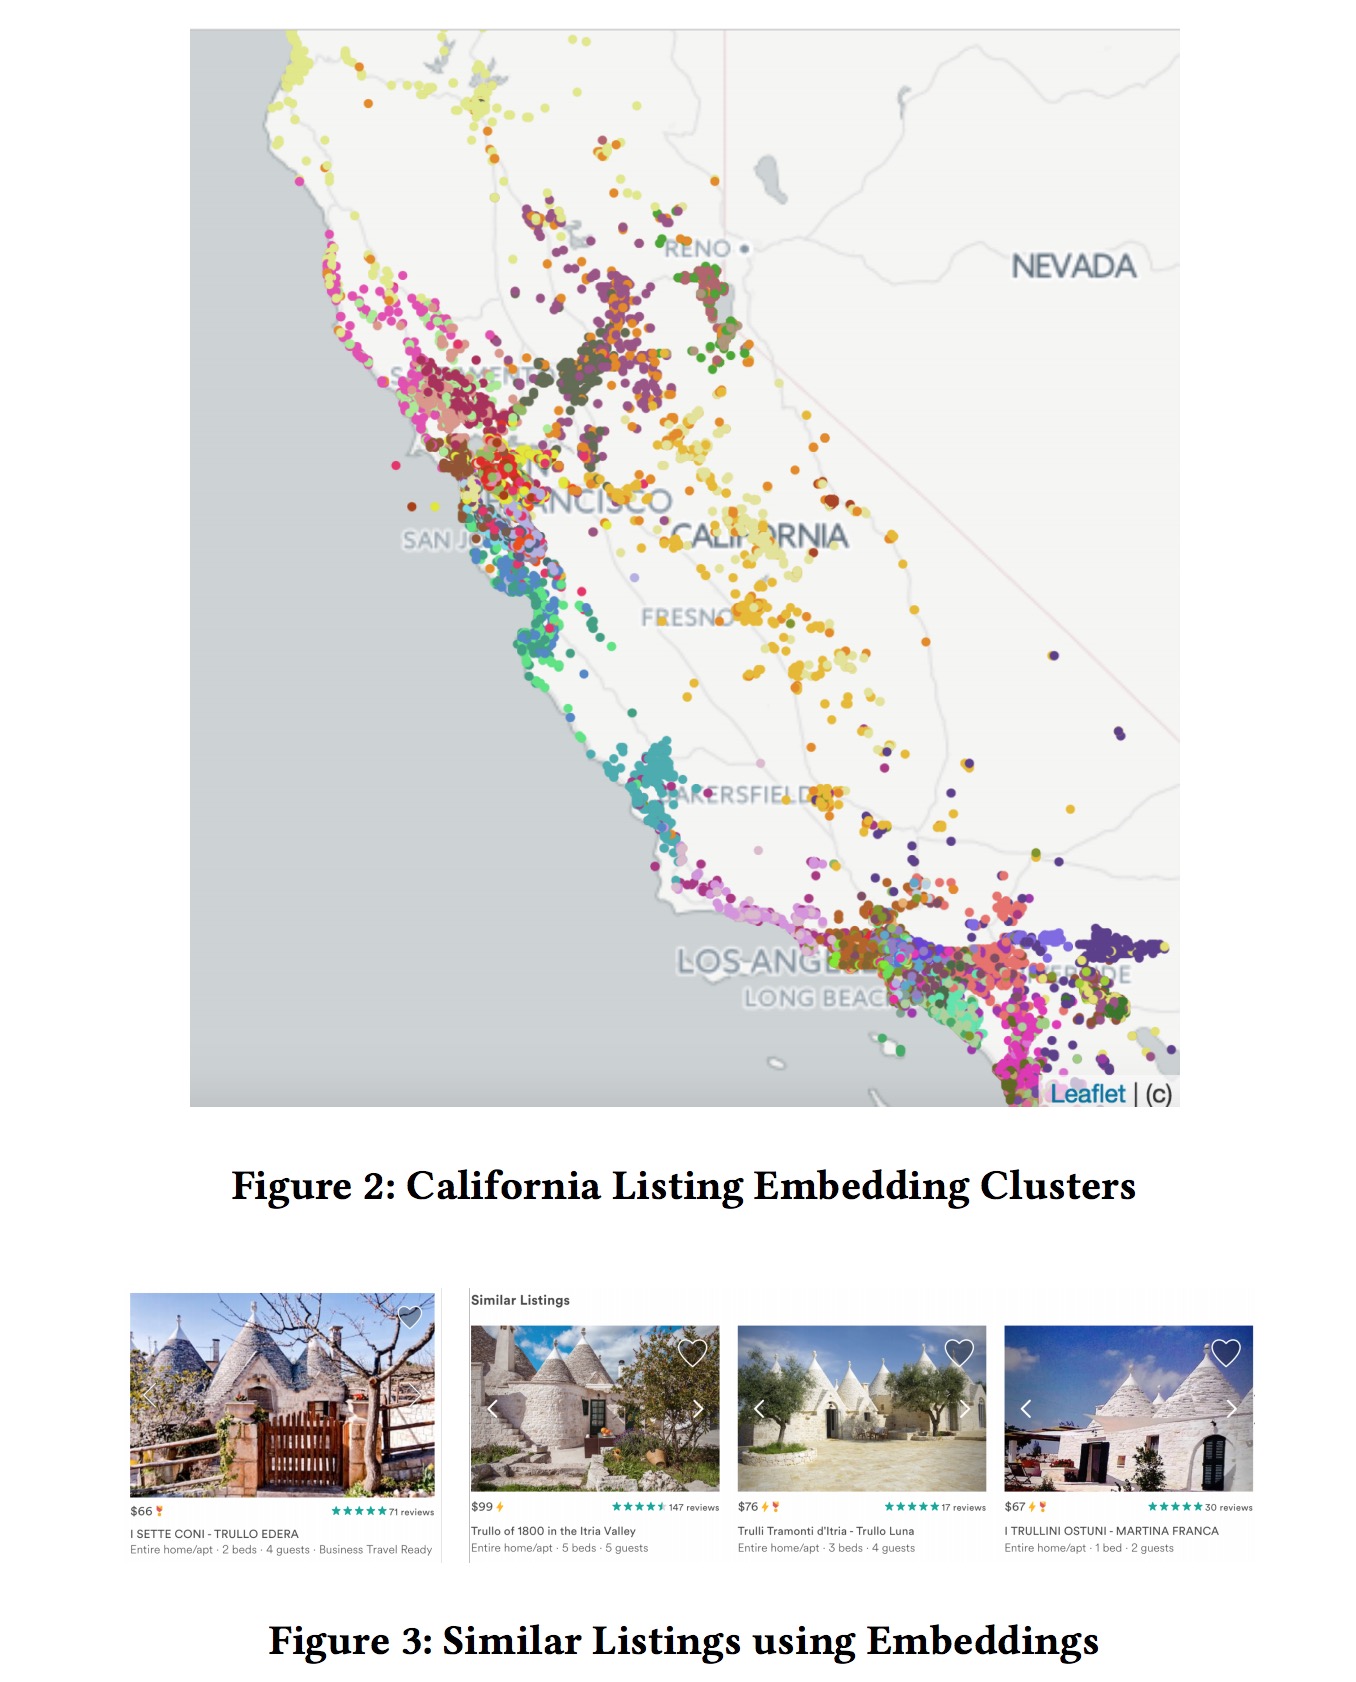 RENO
NEVADA
SACRAMENTO
SAN
FRANCISCO
SAN J
CALIFORNIA
FRESNO
BAKERSFIELD
LOS ANGEL
LONG BEACH
Leaflet | (c)
Figure 2: California Listing Embedding Clusters
Similar Listings
$66 71 reviews
I SETTE CONI - TRULLO EDERA
Entire home/apt · 2 beds · 4 guests · Business Travel Ready
$99 147 reviews
Trullo of 1800 in the Itria Valley
Entire home/apt · 5 beds · 5 guests
$76 17 reviews
Trulli Tramonti d'Itria - Trullo Luna
Entire home/apt · 3 beds · 4 guests
$67 30 reviews
I TRULLINI OSTUNI - MARTINA FRANCA
Entire home/apt · 1 bed · 2 guests
Figure 3: Similar Listings using Embeddings